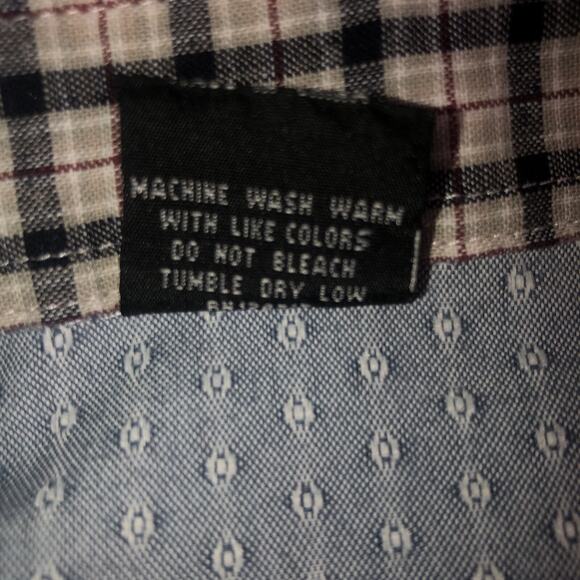 MACHINE WASH WARM
WITH LIKE COLORS
DO NOT BLEACH
TUMBLE DRY LOW